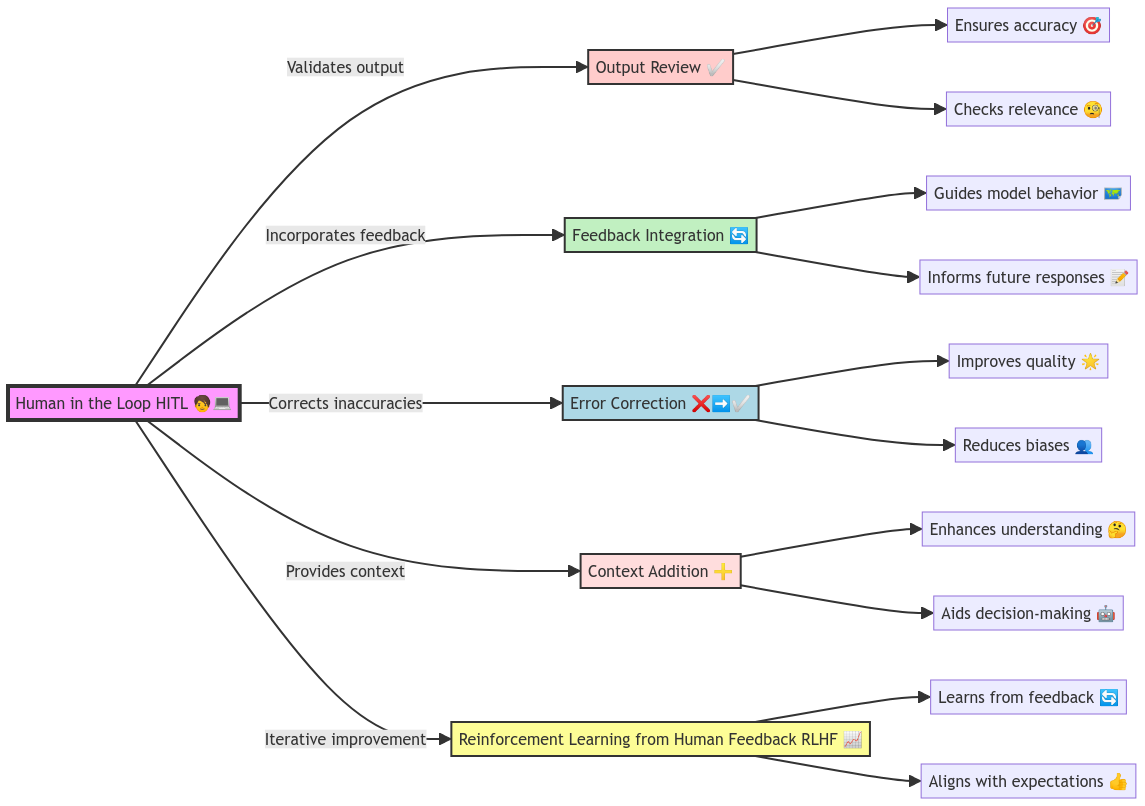 Ensures accuracy 🎯
Validates output
Output Review ✔️
Checks relevance 🧐
Guides model behavior 🗺️
Incorporates feedback
Feedback Integration 🔄
Informs future responses 📝
Improves quality 🌟
Human in the Loop HITL 🧑💻
Corrects inaccuracies
Error Correction ❌➡️✔️
Reduces biases 👥
Enhances understanding 🤔
Provides context
Context Addition ➕
Aids decision-making 🤖
Learns from feedback 🔄
Iterative improvement
Reinforcement Learning from Human Feedback RLHF 📈
Aligns with expectations 👍